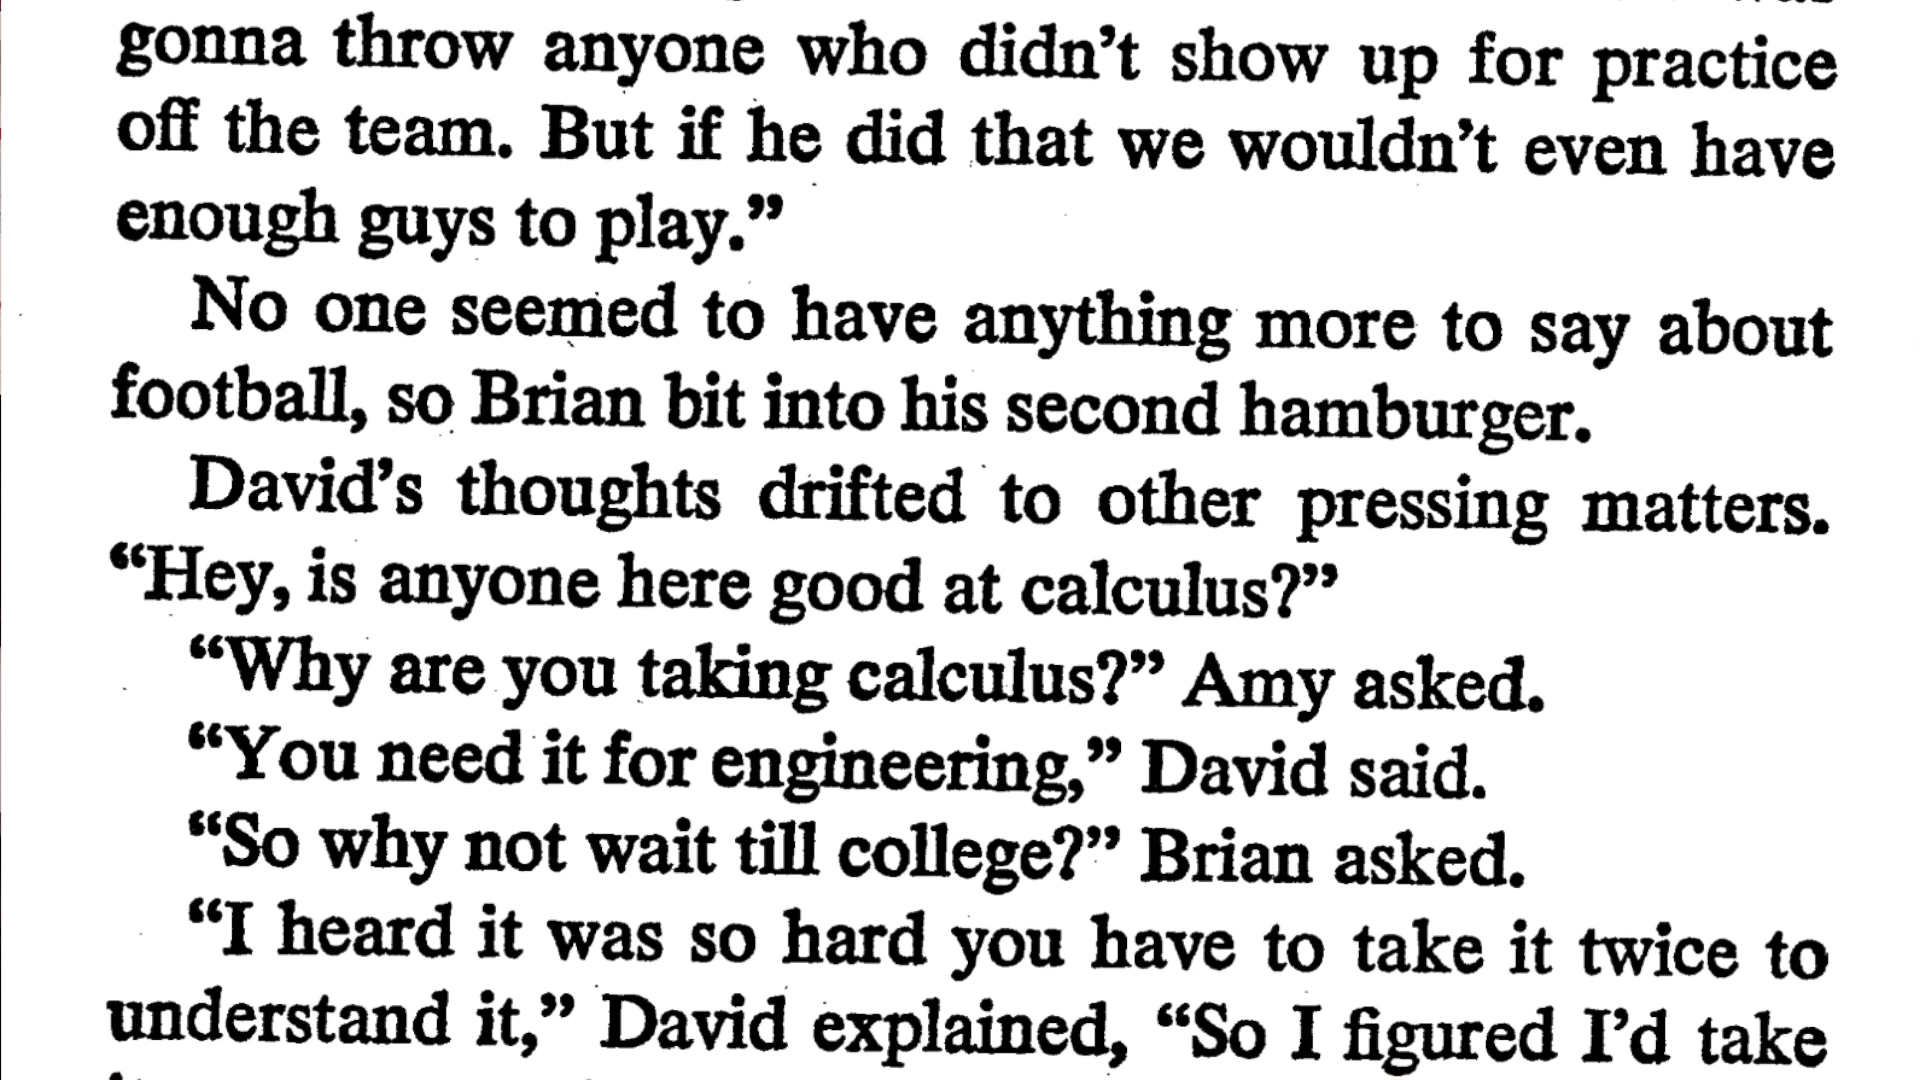 gonna throw anyone who didn't show up for practice
off the team. But if he did that we wouldn't even have
enough guys to play.”
No one seemed to have anything more to say about
football, so Brian bit into his second hamburger.
David's thoughts drifted to other pressing matters.
“Hey, is anyone here good at calculus?”
“Why are you taking calculus?” Amy asked.
“You need it for engineering,” David said.
“So why not wait till college?” Brian asked.
“I heard it was so hard you have to take it twice to
understand it,” David explained, “So I figured I'd take